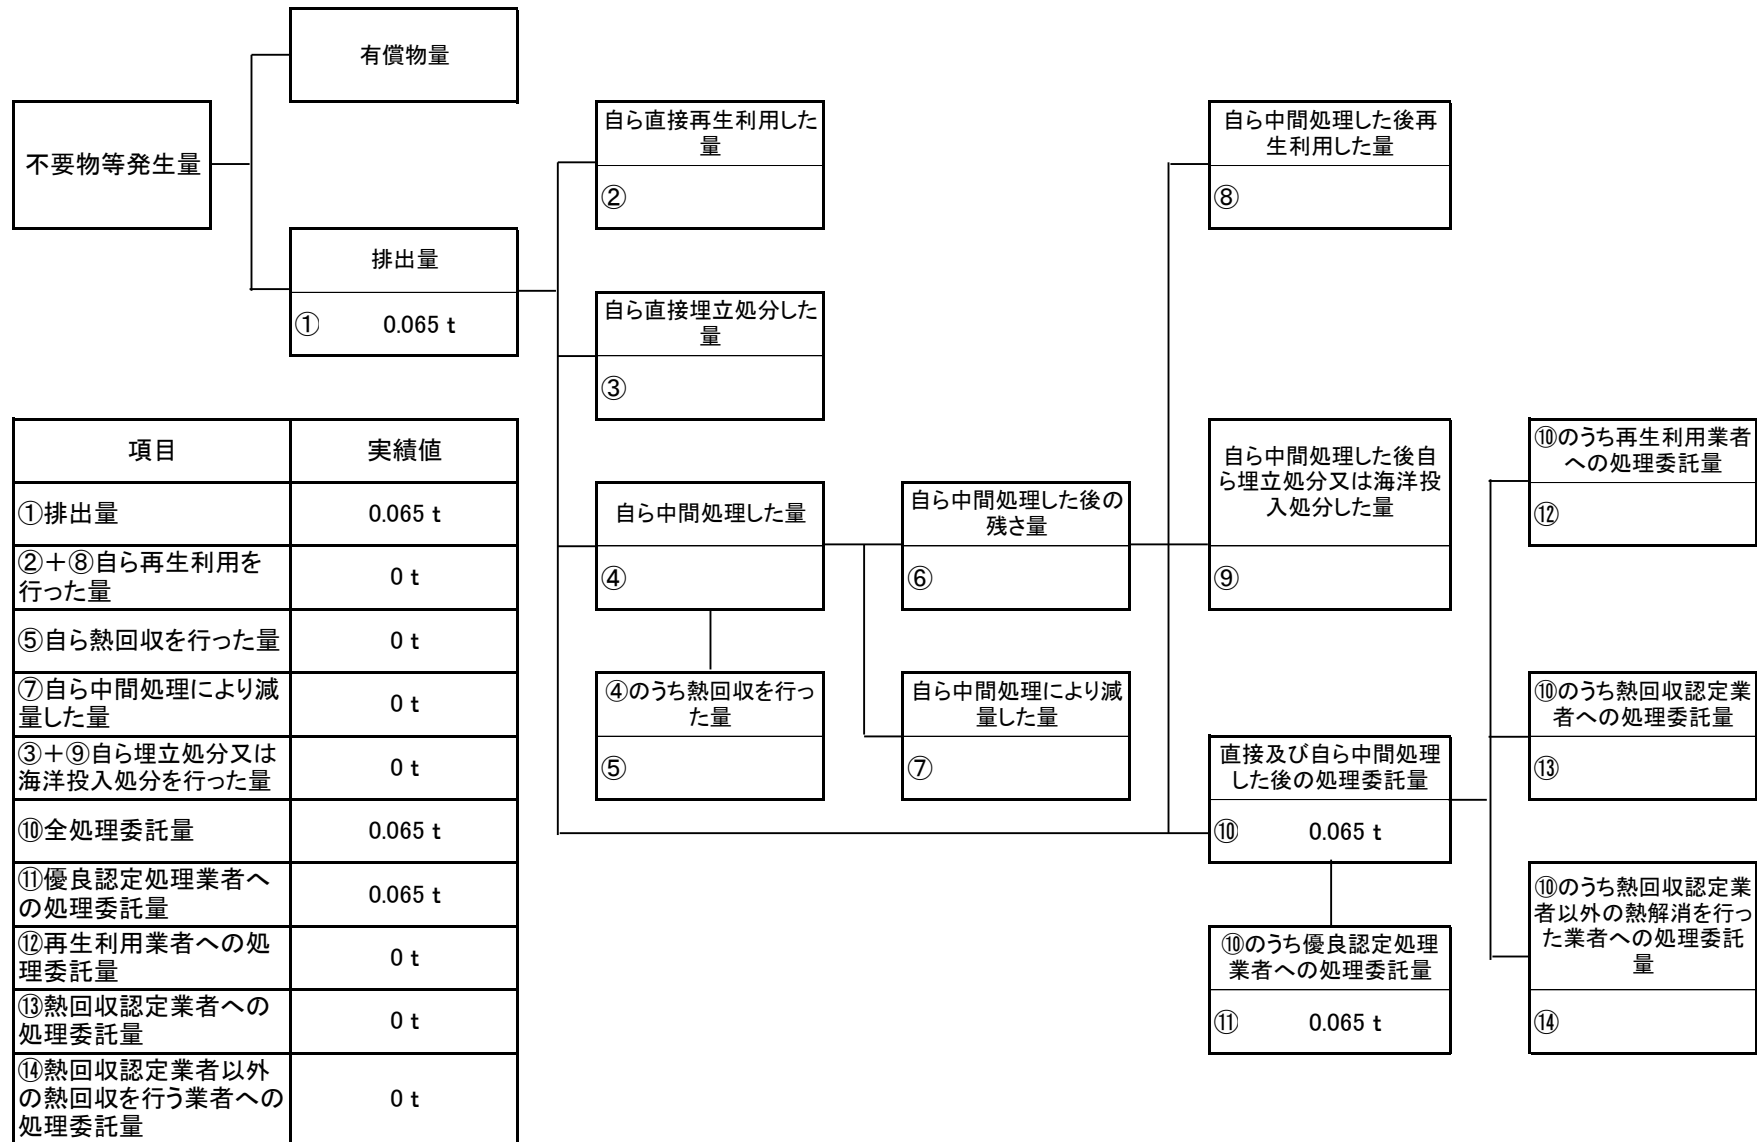 有償物量
不要物等発生量
排出量
① 0.065 t
自ら直接再生利用した
量
②
自ら直接埋立処分した
量
③
自ら中間処理した量
④
④のうち熱回収を行っ
た量
⑤
自ら中間処理した後の
残さ量
⑥
自ら中間処理により減
量した量
⑦
自ら中間処理した後再
生利用した量
⑧
自ら中間処理した後自
ら埋立処分又は海洋投
入処分した量
⑨
直接及び自ら中間処理
した後の処理委託量
⑩ 0.065 t
⑩のうち優良認定処理
業者への処理委託量
⑪ 0.065 t
⑩のうち再生利用業者
への処理委託量
⑫
⑩のうち熱回収認定業
者への処理委託量
⑬
⑩のうち熱回収認定業
者以外の熱解消を行っ
た業者への処理委託
量
⑭
項目 実績値
①排出量 0.065 t
②＋⑧自ら再生利用を
行った量 0 t
⑤自ら熱回収を行った量 0 t
⑦自ら中間処理により減
量した量 0 t
③＋⑨自ら埋立処分又は
海洋投入処分を行った量 0 t
⑩全処理委託量 0.065 t
⑪優良認定処理業者へ
の処理委託量 0.065 t
⑫再生利用業者への処
理委託量 0 t
⑬熱回収認定業者への
処理委託量 0 t
⑭熱回収認定業者以外
の熱回収を行う業者への
処理委託量 0 t